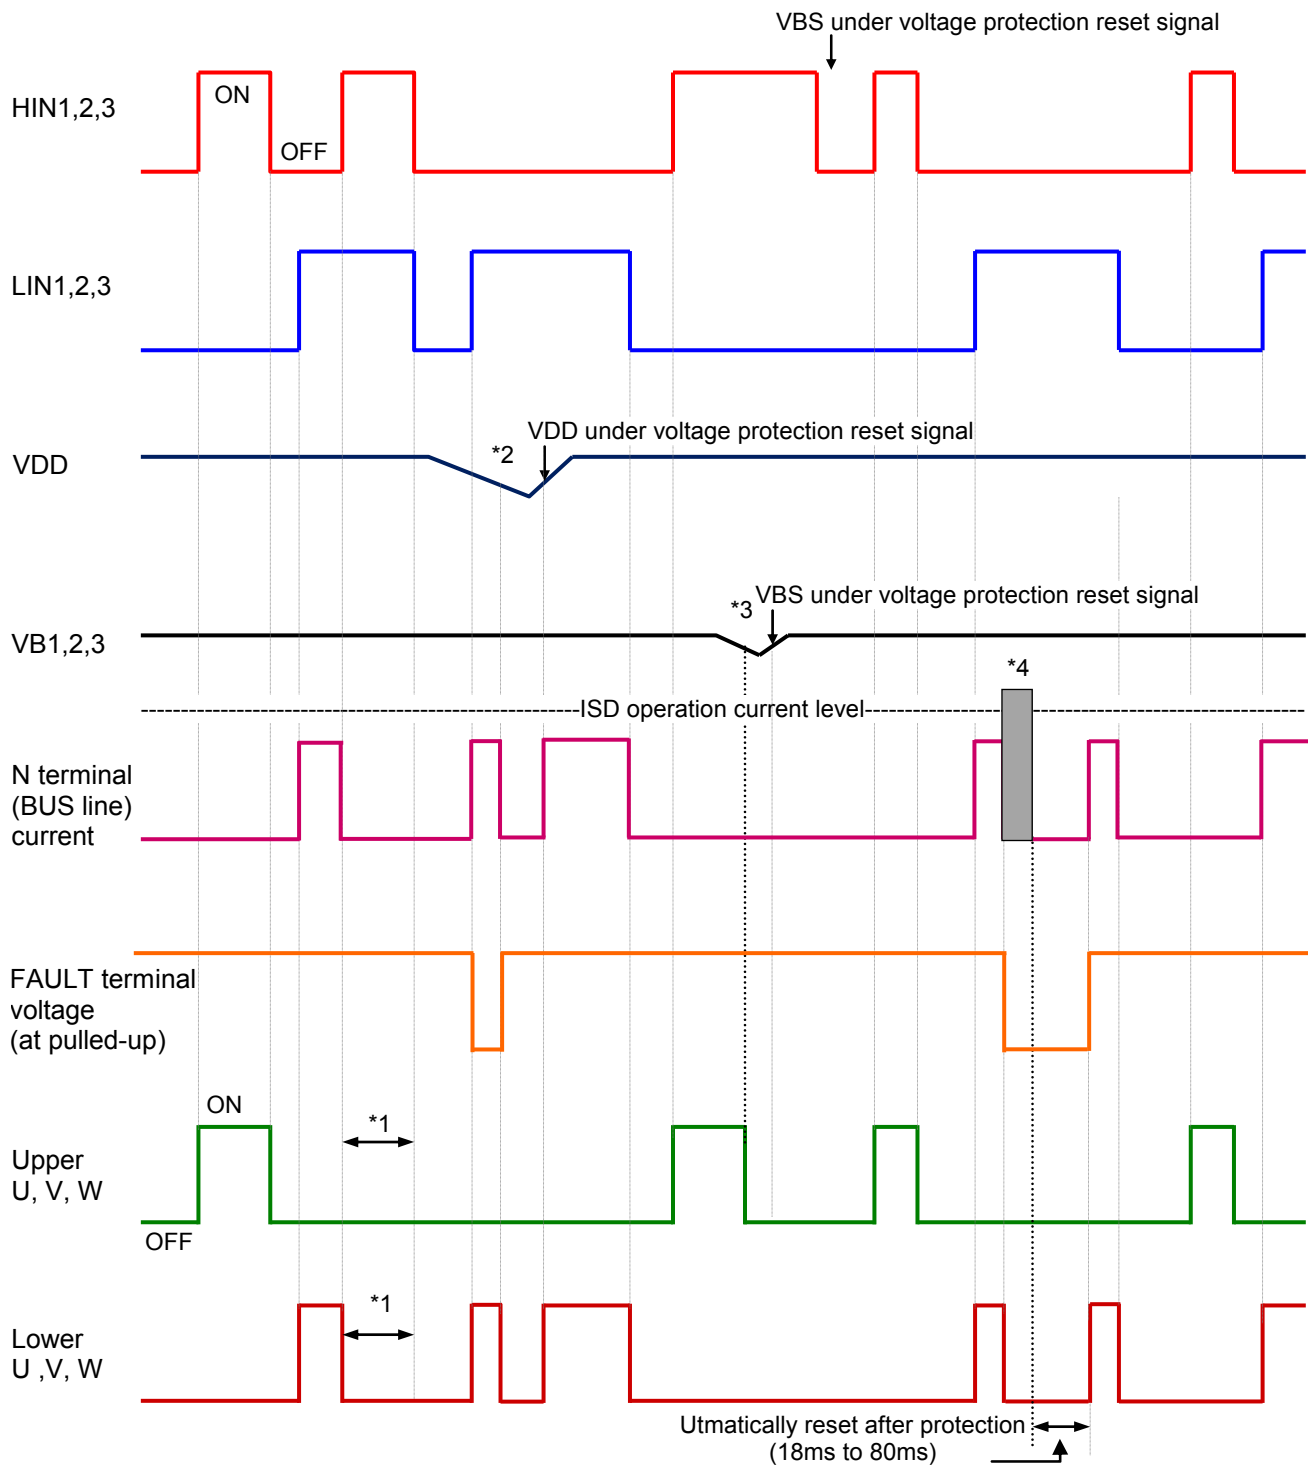 VBS under voltage protection reset signal
HIN1,2,3
ON
OFF
LIN1,2,3
VDD under voltage protection reset signal
*2
VDD
VBS under voltage protection reset signal
*3
VB1,2,3
*4
ISD operation current level
N terminal
(BUS line)
current
FAULT terminal
voltage
(at pulled-up)
ON
*1
Upper
U, V, W
OFF
*1
Lower
U ,V, W
Utmatically reset after protection
(18ms to 80ms)